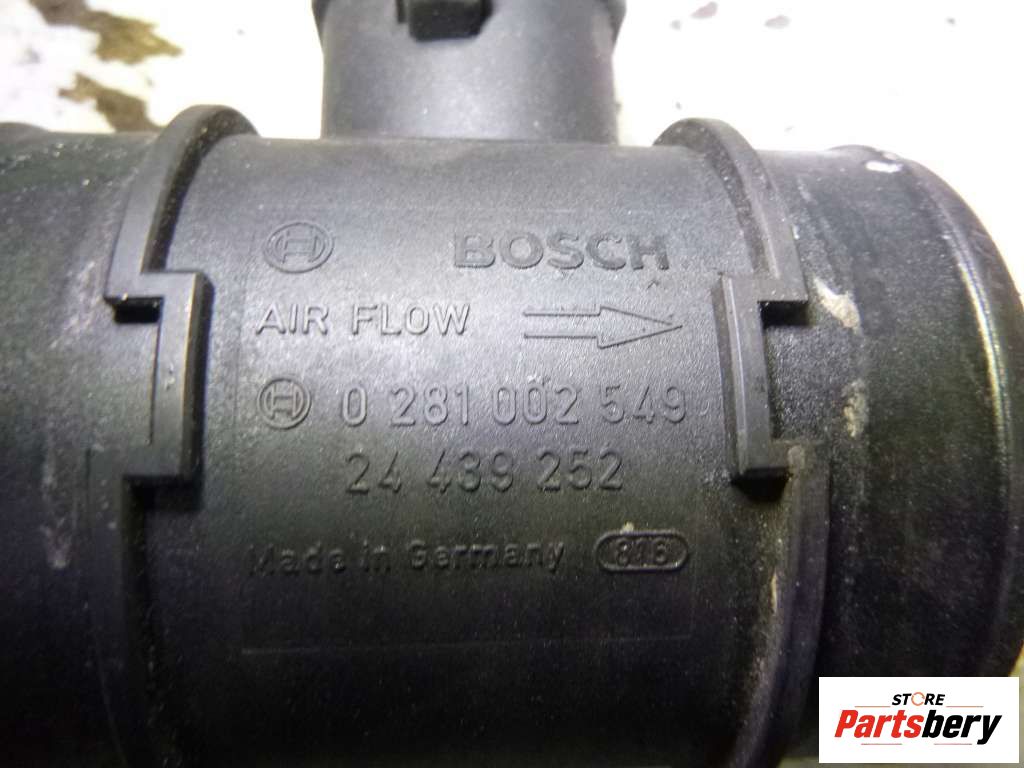 BOSCH
AIR FLOW
0 281 002 549
24 439 252
Made in Germany 816
STORE
Partsbery